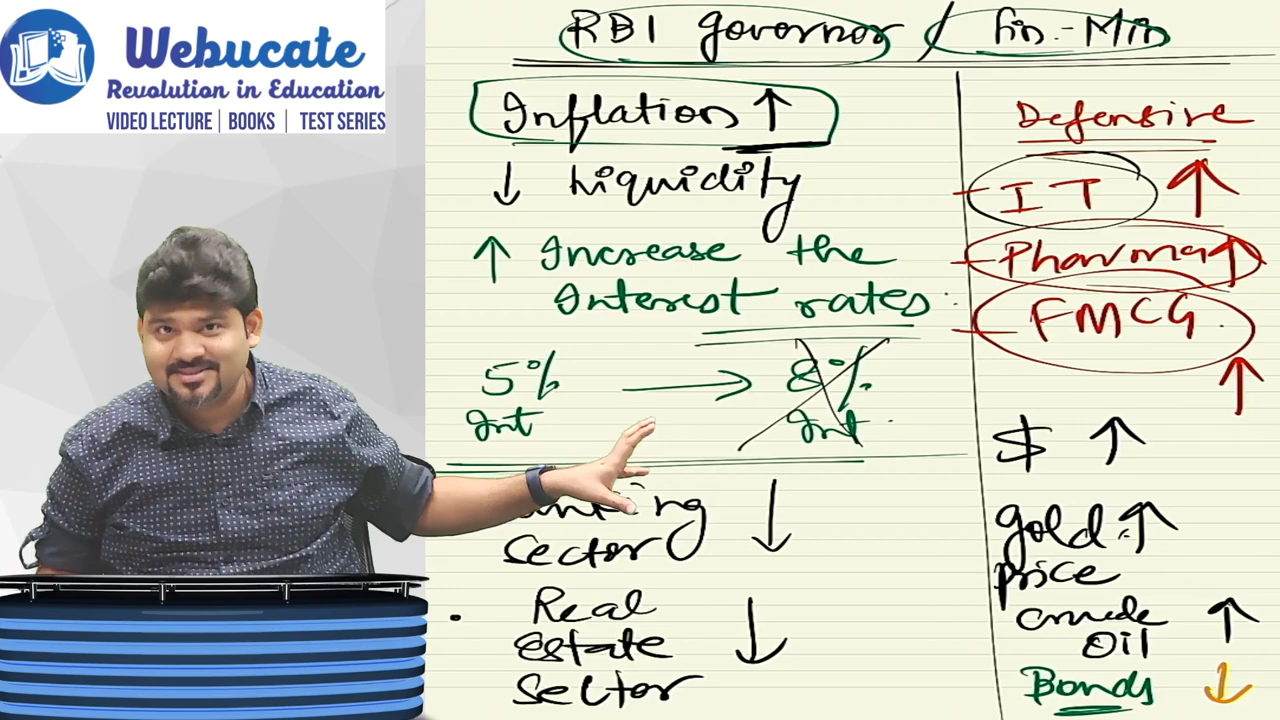 Webucate
Revolution in Education
VIDEO LECTURE | BOOKS | TEST SERIES
RBI governor / Fin.-Min
Inflation ↑
↓ Liquidity
↑ Increase the
Interest rates
5% → 8%
Int Int
Banking
Sector ↓
Real
Estate ↓
Sector
Defensive
- IT ↑
- Pharma ↑
- FMCG
↑
$ ↑
Gold ↑
price
crude ↑
Oil
Bonds ↓